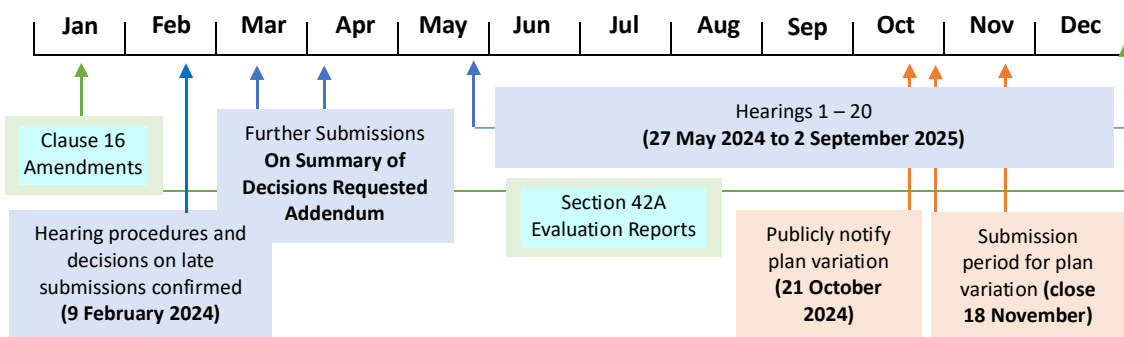 Jan Feb Mar Apr May Jun Jul Aug Sep Oct Nov Dec
Clause 16
Amendments
Further Submissions
On Summary of
Decisions Requested
Addendum
Hearings 1 – 20
(27 May 2024 to 2 September 2025)
Hearing procedures and
decisions on late
submissions confirmed
(9 February 2024)
Section 42A
Evaluation Reports
Publicly notify
plan variation
(21 October
2024)
Submission
period for plan
variation (close
18 November)